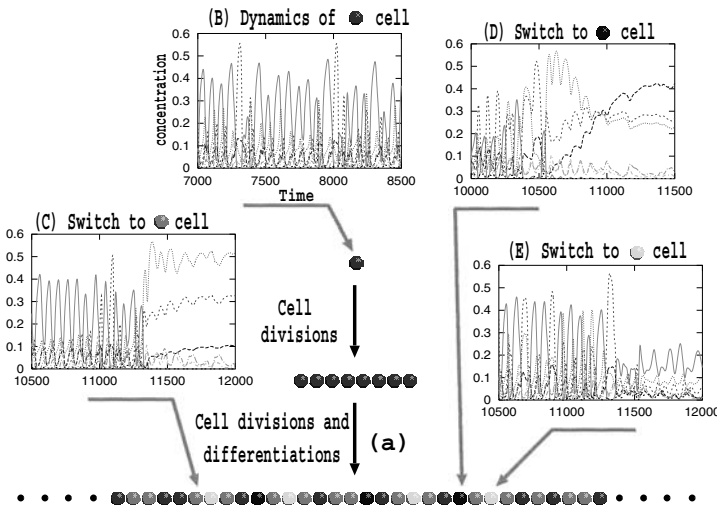 (B) Dynamics of cell
0.6
0.5
0.4
0.3
0.2
0.1
0
concentration
7000 7500 8000 8500
Time
(D) Switch to cell
0.6
0.5
0.4
0.3
0.2
0.1
0
10000 10500 11000 11500
(C) Switch to cell
0.6
0.5
0.4
0.3
0.2
0.1
0
10500 11000 11500 12000
(E) Switch to cell
0.6
0.5
0.4
0.3
0.2
0.1
0
10500 11000 11500 12000
Cell
divisions
Cell divisions and
differentiations
(a)